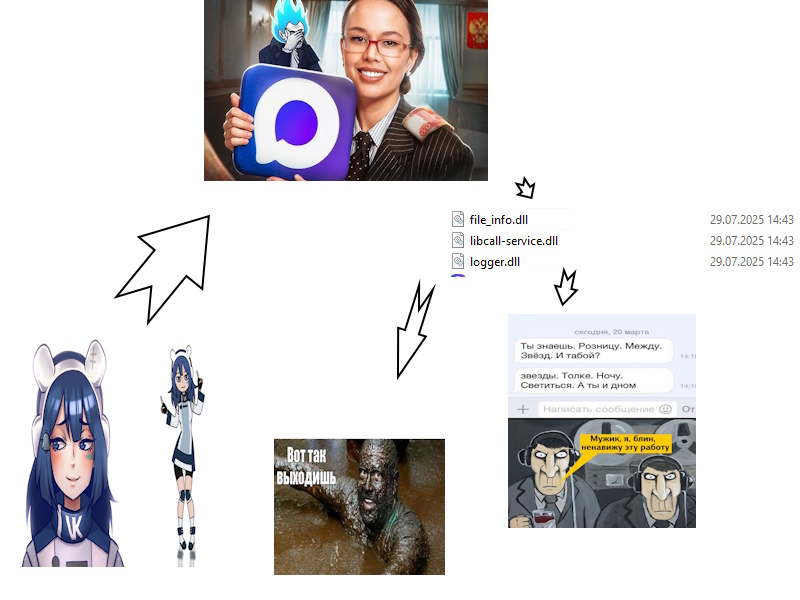 file_info.dll 29.07.2025 14:43
libcall-service.dll 29.07.2025 14:43
logger.dll 29.07.2025 14:43
сегодня, 20 марта
Ты знаешь. Розницу. Между.
Звёзд. И табой?
звезды. Толке. Ночу.
Светиться. А ты и дном
Написать сообщение От
Мужик, я, блин,
ненавижу эту работу
Вот так
выходишь
VK